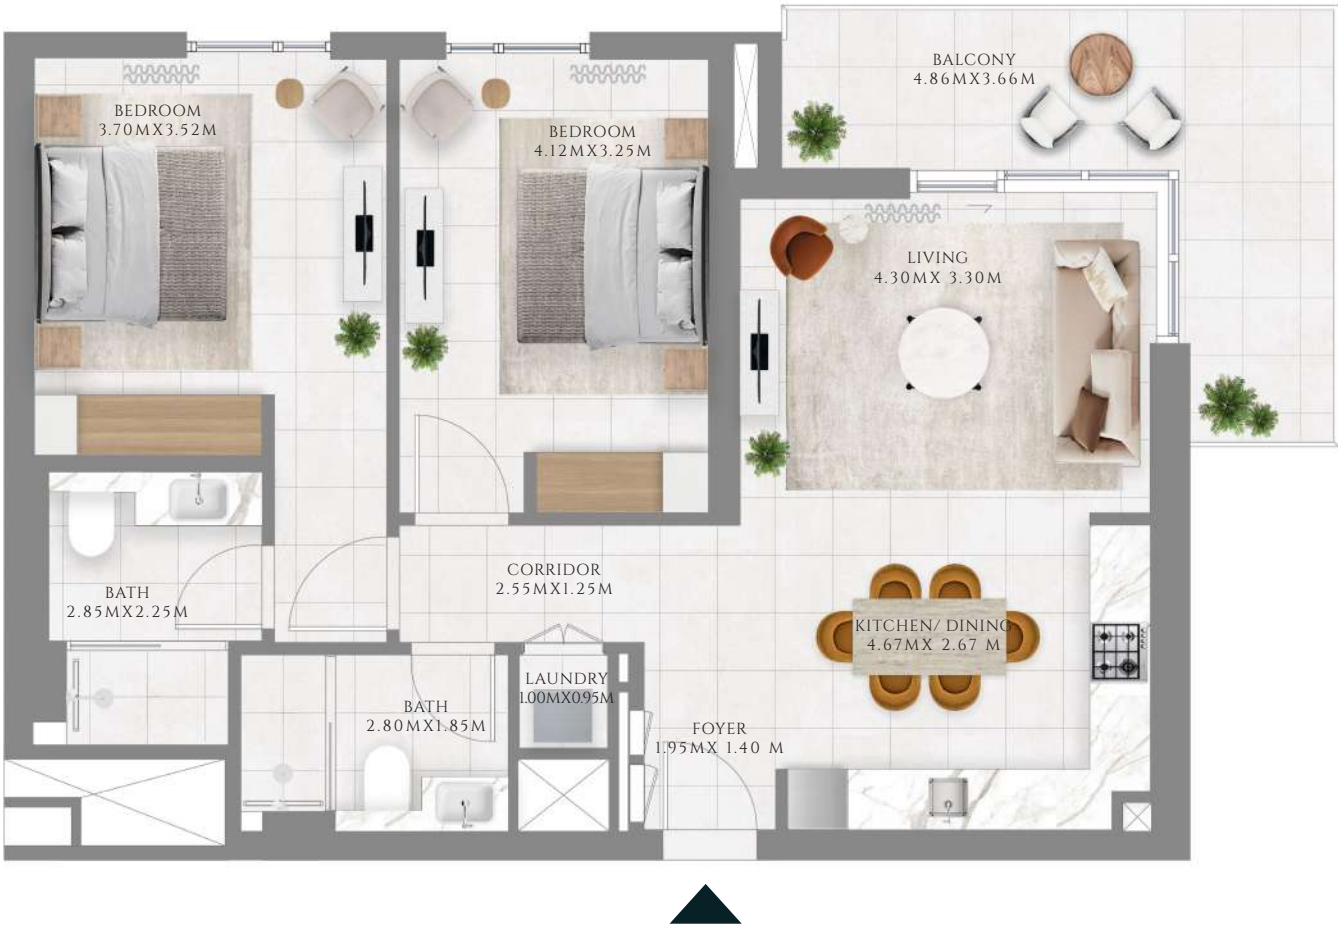 BALCONY
4.86MX3.66M
BEDROOM
3.70MX3.52M
BEDROOM
4.12MX3.25M
LIVING
4.30MX 3.30M
CORRIDOR
2.55MX1.25M
BATH
2.85MX2.25M
KITCHEN/ DINING
4.67MX 2.67 M
LAUNDRY
1.00MX0.95M
BATH
2.80MX1.85M
FOYER
1.95MX 1.40 M